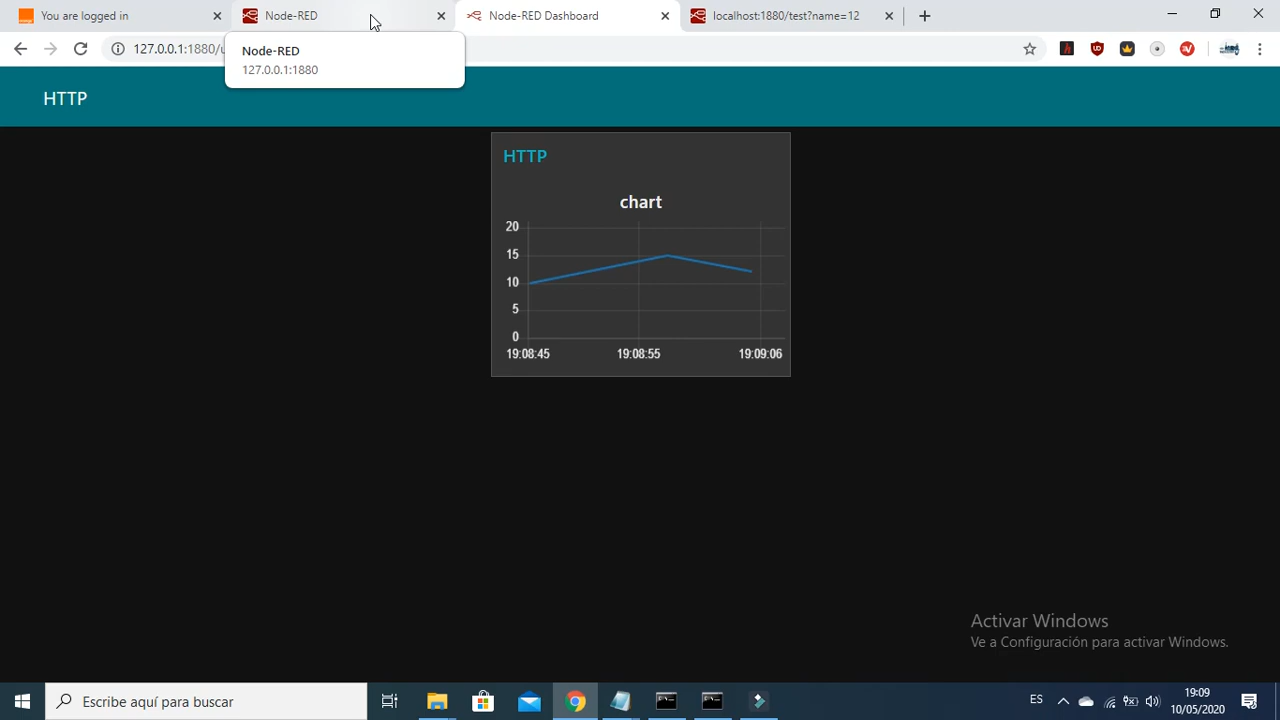 You are logged in
Node-RED
Node-RED Dashboard
localhost:1880/test?name=12
127.0.0.1:1880/u
Node-RED
127.0.0.1:1880
HTTP
HTTP
chart
20
15
10
5
0
19:08:45
19:08:55
19:09:06
Activar Windows
Ve a Configuración para activar Windows.
Escribe aquí para buscar
ES
19:09
10/05/2020